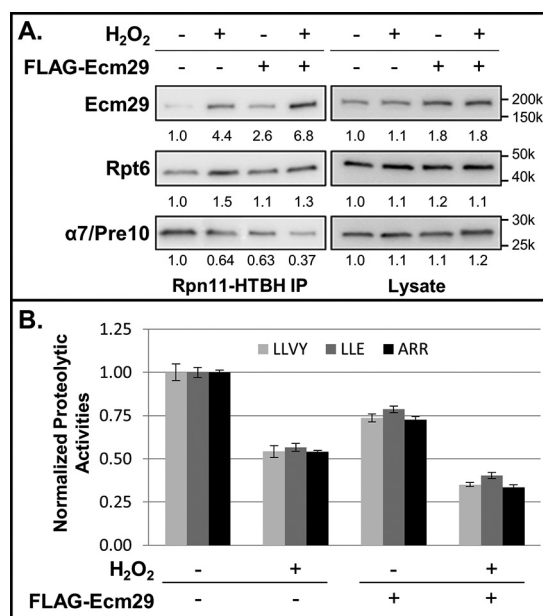 A.
H2O2 - + - + - + - +
FLAG-Ecm29 - - + + - - + +
Ecm29 200k
150k
1.0 4.4 2.6 6.8 1.0 1.1 1.8 1.8
Rpt6 50k
40k
1.0 1.5 1.1 1.3 1.0 1.1 1.2 1.1
α7/Pre10 30k
25k
1.0 0.64 0.63 0.37 1.0 1.1 1.1 1.2
Rpn11-HTBH IP Lysate
B.
Normalized Proteolytic
Activities
1.25
1.00
0.75
0.50
0.25
0.00
LLVY LLE ARR
H2O2 - + - +
FLAG-Ecm29 - - + +